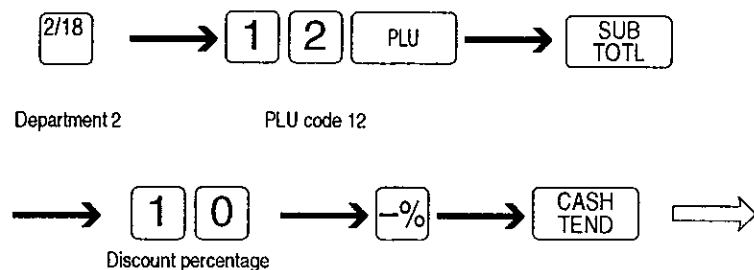 2/18 1 2 PLU SUB
TOTL
Department 2 PLU code 12
1 0 -% CASH
TEND
Discount percentage